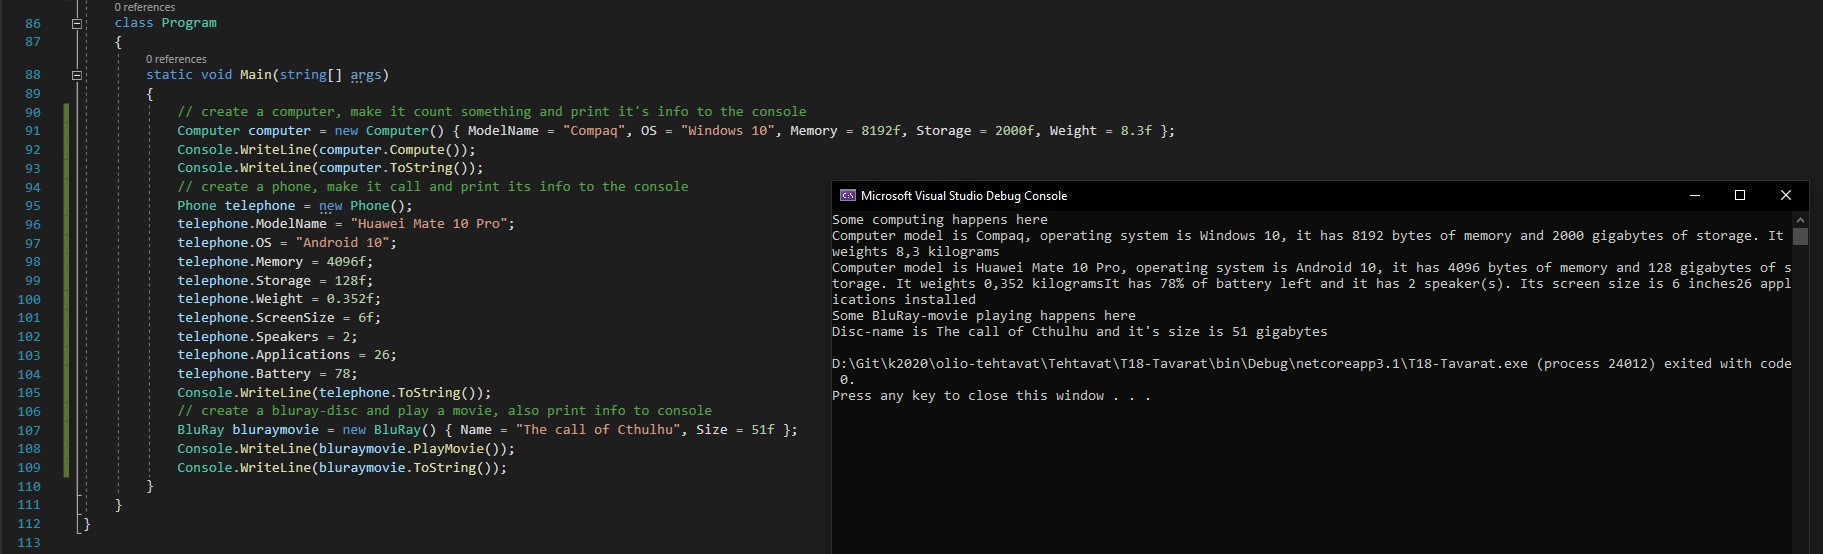 0 references
86 class Program
87 {
0 references
88 static void Main(string[] args)
89 {
90 // create a computer, make it count something and print it's info to the console
91 Computer computer = new Computer() { ModelName = "Compaq", OS = "Windows 10", Memory = 8192f, Storage = 2000f, Weight = 8.3f };
92 Console.WriteLine(computer.Compute());
93 Console.WriteLine(computer.ToString());
94 // create a phone, make it call and print its info to the console
95 Phone telephone = new Phone();
96 telephone.ModelName = "Huawei Mate 10 Pro";
97 telephone.OS = "Android 10";
98 telephone.Memory = 4096f;
99 telephone.Storage = 128f;
100 telephone.Weight = 0.352f;
101 telephone.ScreenSize = 6f;
102 telephone.Speakers = 2;
103 telephone.Applications = 26;
104 telephone.Battery = 78;
105 Console.WriteLine(telephone.ToString());
106 // create a bluray-disc and play a movie, also print info to console
107 BluRay bluraymovie = new BluRay() { Name = "The call of Cthulhu", Size = 51f };
108 Console.WriteLine(bluraymovie.PlayMovie());
109 Console.WriteLine(bluraymovie.ToString());
110 }
111 }
112 }
113
Microsoft Visual Studio Debug Console
Some computing happens here
Computer model is Compaq, operating system is Windows 10, it has 8192 bytes of memory and 2000 gigabytes of storage. It
weights 8,3 kilograms
Computer model is Huawei Mate 10 Pro, operating system is Android 10, it has 4096 bytes of memory and 128 gigabytes of s
torage. It weights 0,352 kilogramsIt has 78% of battery left and it has 2 speaker(s). Its screen size is 6 inches26 appl
ications installed
Some BluRay-movie playing happens here
Disc-name is The call of Cthulhu and it's size is 51 gigabytes
D:\Git\k2020\olio-tehtavat\Tehtavat\T18-Tavarat\bin\Debug\netcoreapp3.1\T18-Tavarat.exe (process 24012) exited with code
0.
Press any key to close this window . . .